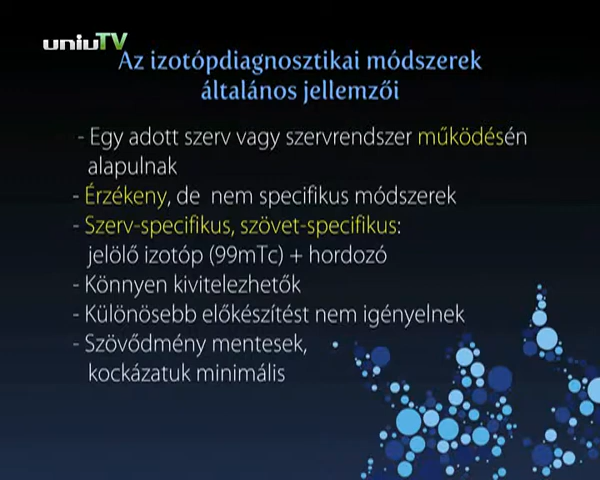 uniuTV
Az izotópdiagnosztikai módszerek
általános jellemzői
- Egy adott szerv vagy szervrendszer működésén
alapulnak
- Érzékeny, de nem specifikus módszerek
- Szerv-specifikus, szövet-specifikus:
jelölő izotóp (99mTc) + hordozó
- Könnyen kivitelezhetők
- Különösebb előkészítést nem igényelnek
- Szövődmény mentesek,
kockázatuk minimális